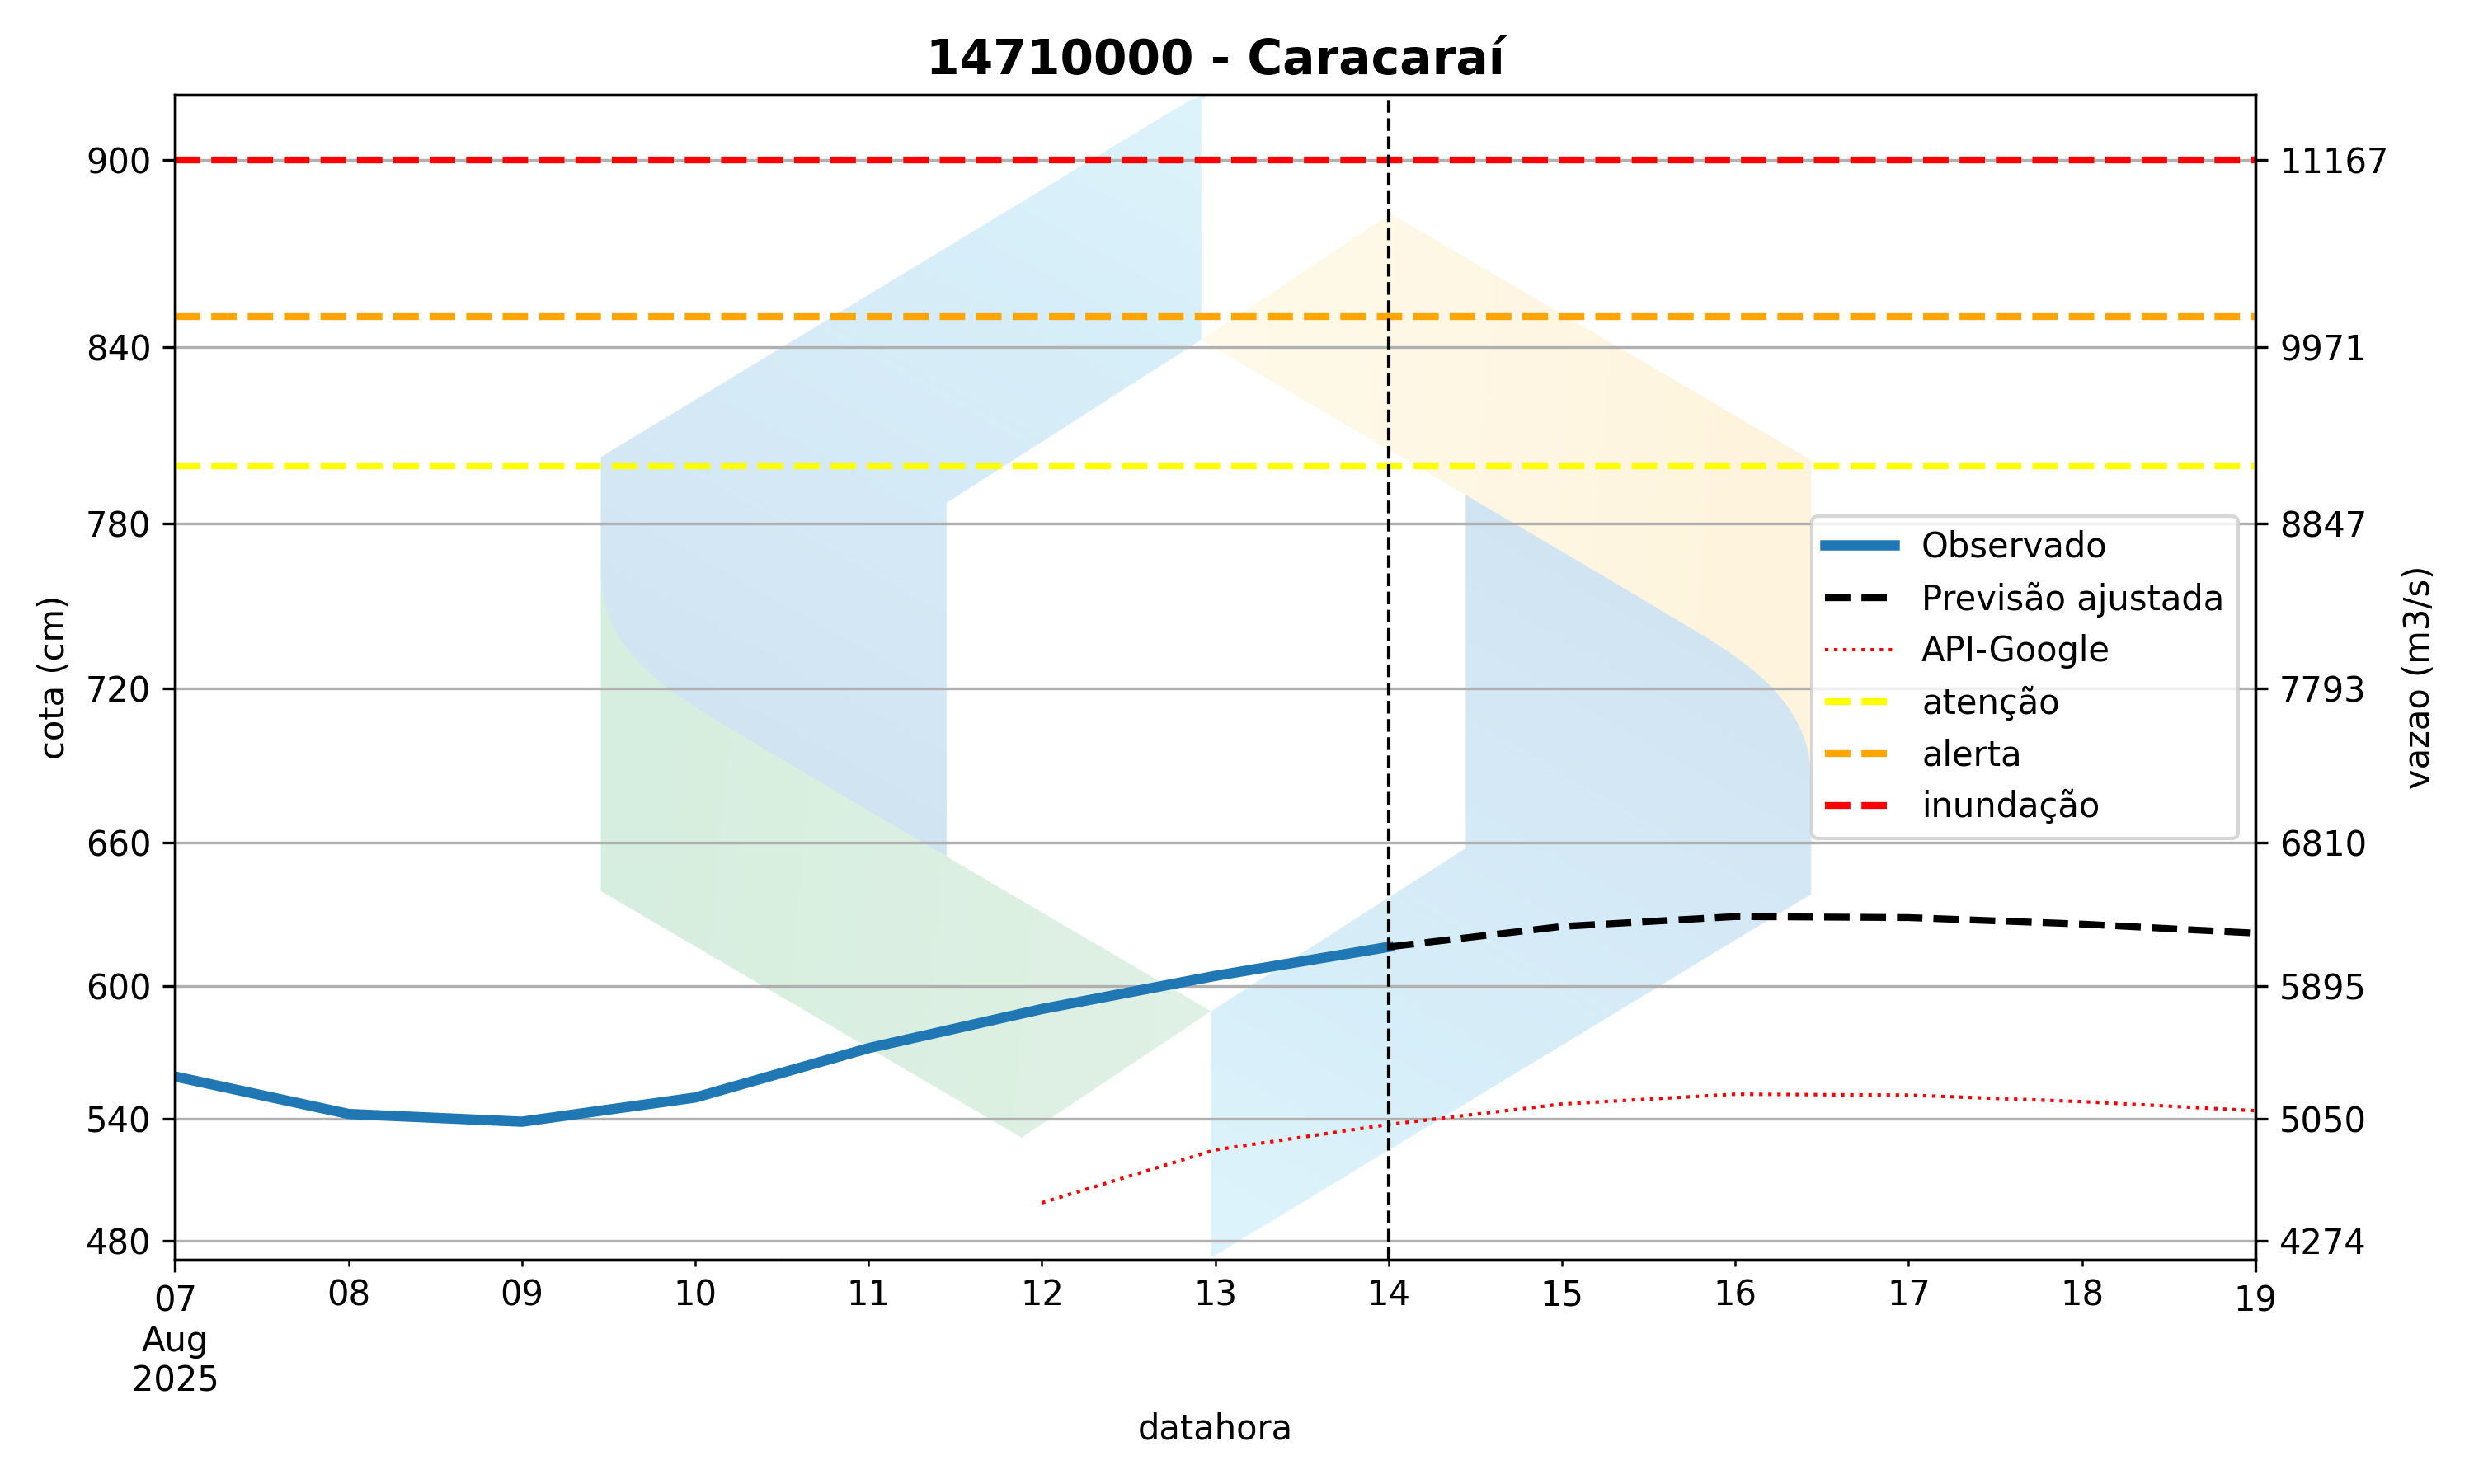 14710000 - Caracaraí
900
840
780
720
660
600
540
480
cota (cm)
11167
9971
8847
7793
6810
5895
5050
4274
vazao (m3/s)
Observado
Previsão ajustada
API-Google
atenção
alerta
inundação
07 08 09 10 11 12 13 14 15 16 17 18 19
Aug
2025
datahora